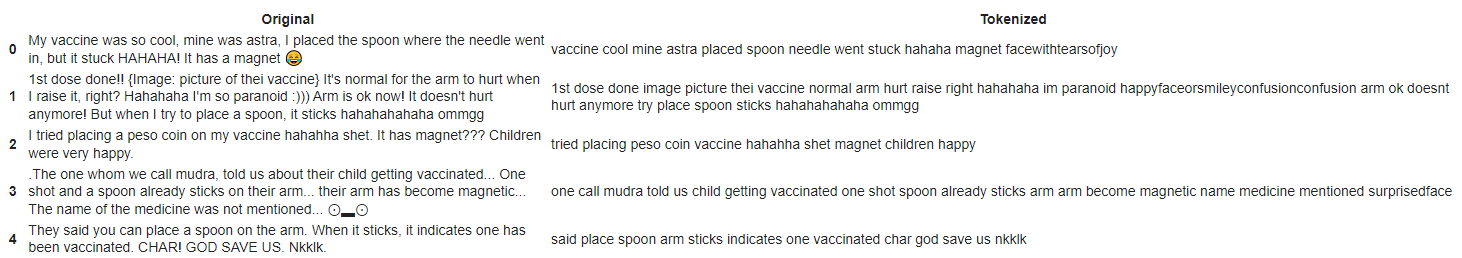 Original Tokenized
0 My vaccine was so cool, mine was astra, I placed the spoon where the needle went
in, but it stuck HAHAHA! It has a magnet 😂
vaccine cool mine astra placed spoon needle went stuck hahaha magnet facewithtearsofjoy
1 1st dose done!! {Image: picture of thei vaccine} It's normal for the arm to hurt when
I raise it, right? Hahahaha I'm so paranoid :))) Arm is ok now! It doesn't hurt
anymore! But when I try to place a spoon, it sticks hahahahahaha ommgg
1st dose done image picture thei vaccine normal arm hurt raise right hahahaha im paranoid happyfaceorsmileyconfusionconfusion arm ok doesnt
hurt anymore try place spoon sticks hahahahahaha ommgg
2 I tried placing a peso coin on my vaccine hahahha shet. It has magnet??? Children
were very happy.
tried placing peso coin vaccine hahahha shet magnet children happy
3 .The one whom we call mudra, told us about their child getting vaccinated... One
shot and a spoon already sticks on their arm... their arm has become magnetic...
The name of the medicine was not mentioned... ⊙▂⊙
one call mudra told us child getting vaccinated one shot spoon already sticks arm arm become magnetic name medicine mentioned surprisedface
4 They said you can place a spoon on the arm. When it sticks, it indicates one has
been vaccinated. CHAR! GOD SAVE US. Nkklk.
said place spoon arm sticks indicates one vaccinated char god save us nkklk